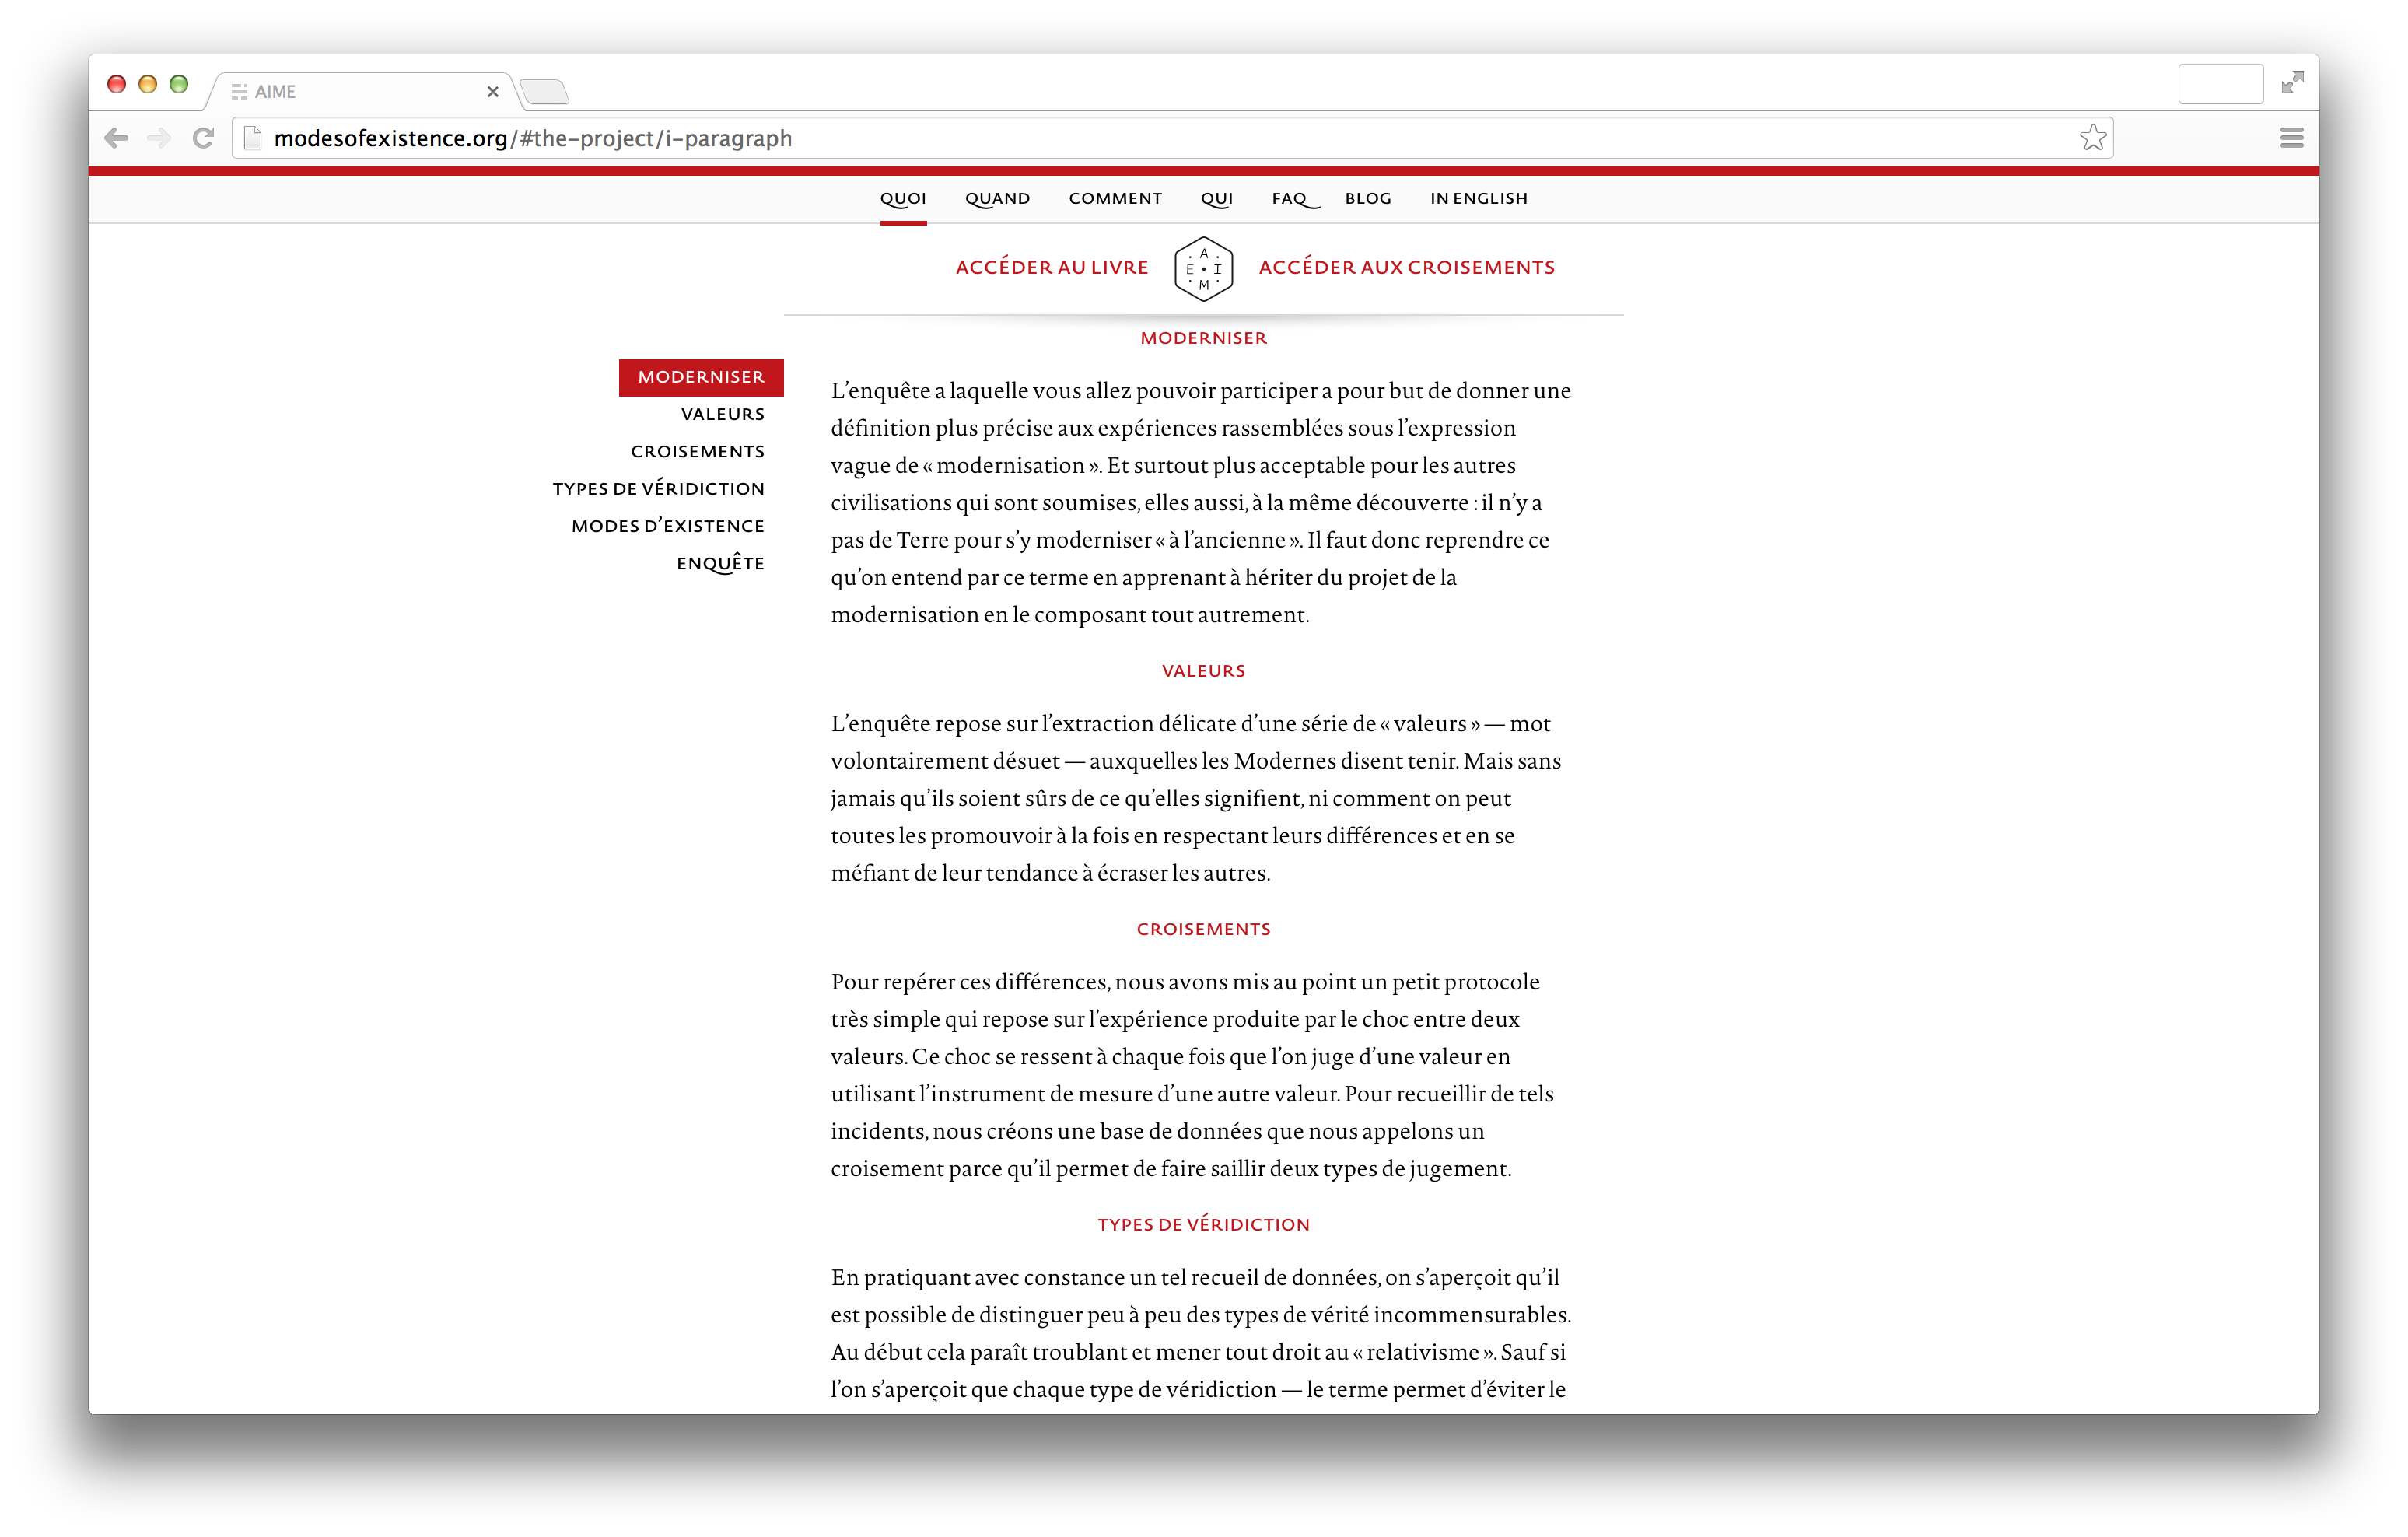 AIME
modesofexistence.org/#the-project/i-paragraph
QUOI QUAND COMMENT QUI FAQ BLOG IN ENGLISH
ACCÉDER AU LIVRE
A
E • I
M
ACCÉDER AUX CROISEMENTS
MODERNISER
VALEURS
CROISEMENTS
TYPES DE VÉRIDICTION
MODES D’EXISTENCE
ENQUÊTE
MODERNISER
L’enquête a laquelle vous allez pouvoir participer a pour but de donner une
définition plus précise aux expériences rassemblées sous l’expression
vague de « modernisation ». Et surtout plus acceptable pour les autres
civilisations qui sont soumises, elles aussi, à la même découverte : il n’y a
pas de Terre pour s’y moderniser « à l’ancienne ». Il faut donc reprendre ce
qu’on entend par ce terme en apprenant à hériter du projet de la
modernisation en le composant tout autrement.
VALEURS
L’enquête repose sur l’extraction délicate d’une série de « valeurs » — mot
volontairement désuet — auxquelles les Modernes disent tenir. Mais sans
jamais qu’ils soient sûrs de ce qu’elles signifient, ni comment on peut
toutes les promouvoir à la fois en respectant leurs différences et en se
méfiant de leur tendance à écraser les autres.
CROISEMENTS
Pour repérer ces différences, nous avons mis au point un petit protocole
très simple qui repose sur l’expérience produite par le choc entre deux
valeurs. Ce choc se ressent à chaque fois que l’on juge d’une valeur en
utilisant l’instrument de mesure d’une autre valeur. Pour recueillir de tels
incidents, nous créons une base de données que nous appelons un
croisement parce qu’il permet de faire saillir deux types de jugement.
TYPES DE VÉRIDICTION
En pratiquant avec constance un tel recueil de données, on s’aperçoit qu’il
est possible de distinguer peu à peu des types de vérité incommensurables.
Au début cela paraît troublant et mener tout droit au « relativisme ». Sauf si
l’on s’aperçoit que chaque type de véridiction — le terme permet d’éviter le